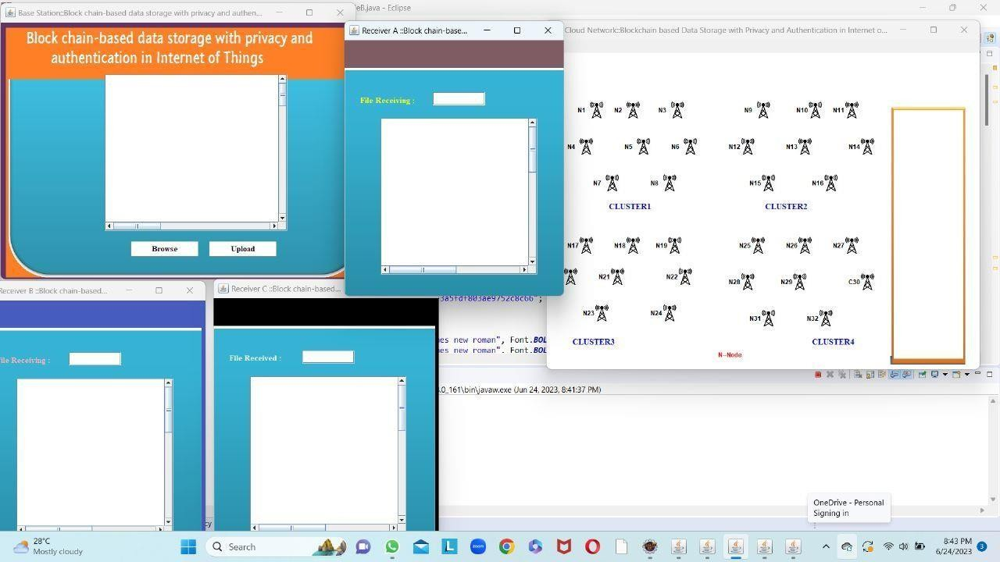 Base Station::Block chain-based data storage with privacy and authen...
Block chain-based data storage with privacy and
authentication in Internet of Things
Browse
Upload
eB.java - Eclipse
Receiver A ::Block chain-base...
File Receiving :
Cloud Network::Blockchain based Data Storage with Privacy and Authentication in Internet o...
N1 N2 N3 N9 N10 N11
N4 N5 N6 N12 N13 N14
N7 N8 N15 N16
CLUSTER1 CLUSTER2
N17 N18 N19 N25 N26 N27
N21 N22 N28 N29 C30
N23 N24 N31 N32
CLUSTER3 CLUSTER4
N--Node
Receiver B ::Block chain-based...
ile Receiving :
Receiver C ::Block chain-based...
File Received :
3a5fdf803ae9752c8c66";
es new roman", Font.BOL
es new roman". Font.BOL
.0_161\bin\javaw.exe (Jun 24, 2023, 8:41:37 PM)
cy
OneDrive - Personal
Signing in
28°C
Mostly cloudy
Search
zoom
8:43 PM
6/24/2023
3